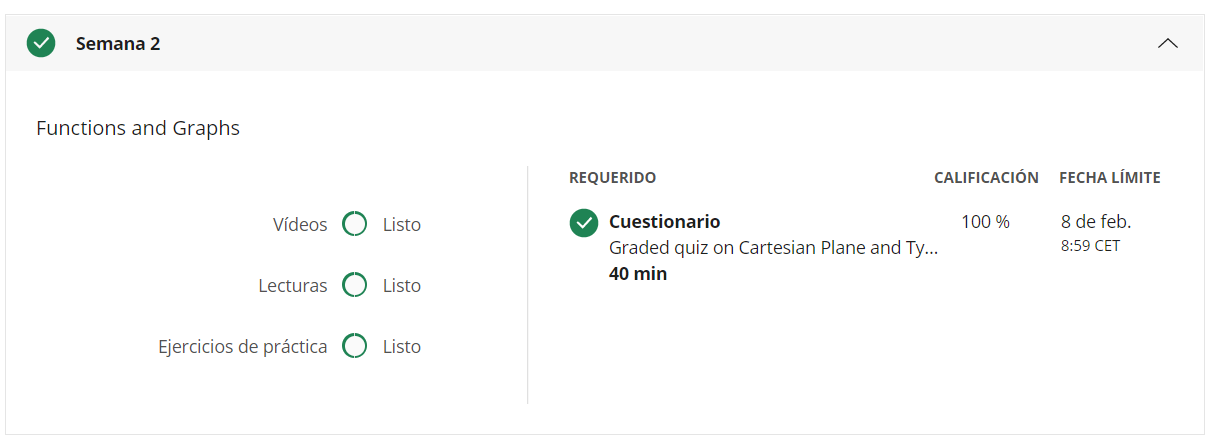 Semana 2
Functions and Graphs
Vídeos Listo
Lecturas Listo
Ejercicios de práctica Listo
REQUERIDO CALIFICACIÓN FECHA LÍMITE
Cuestionario 100 % 8 de feb.
Graded quiz on Cartesian Plane and Ty... 8:59 CET
40 min